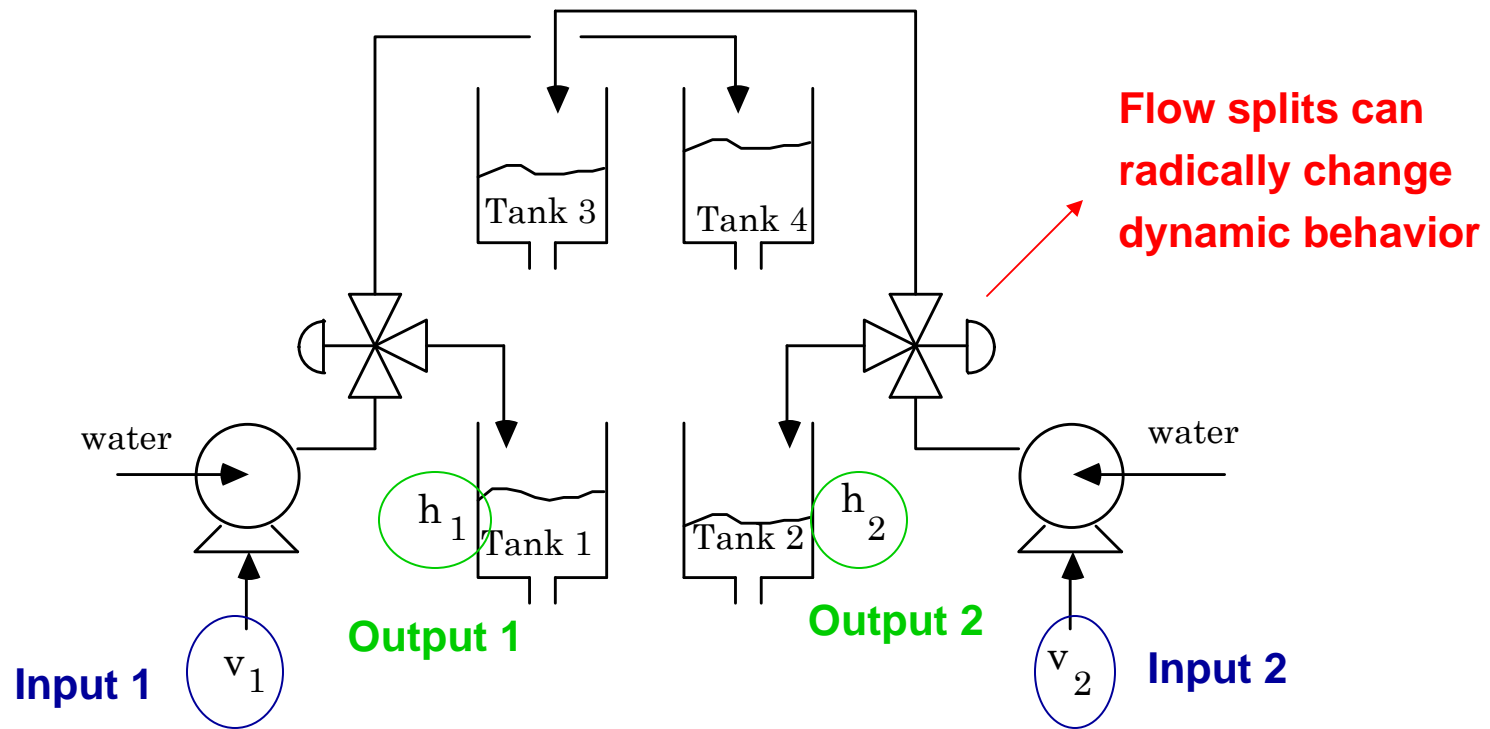 Flow splits can
radically change
dynamic behavior
Tank 3
Tank 4
water
water
h1
Tank 1
Tank 2
h2
Output 1
Output 2
Input 1
v1
v2
Input 2